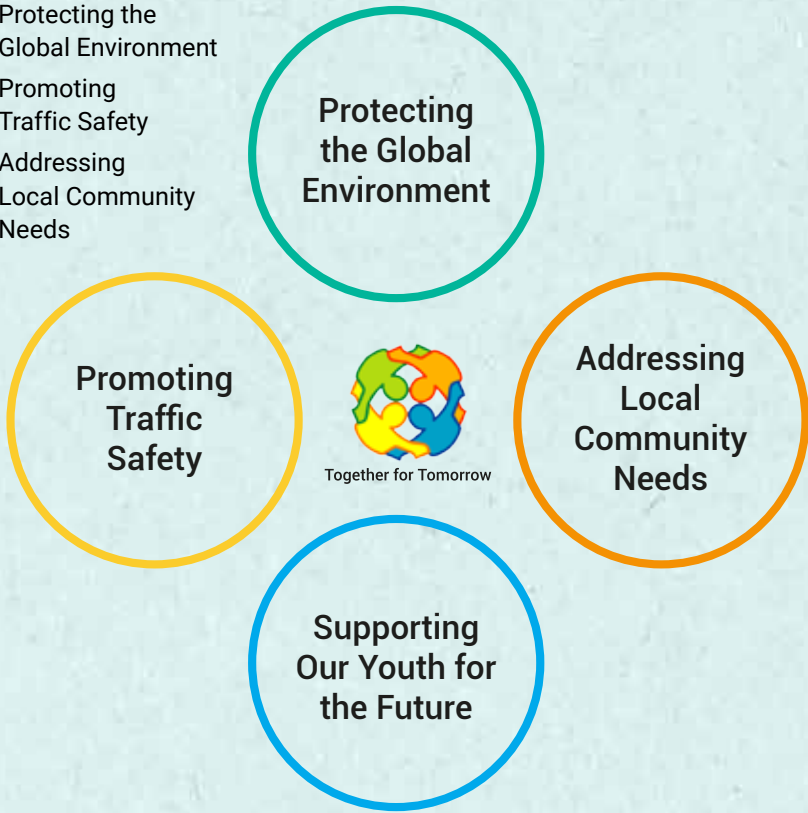 Protecting the
Global Environment
Promoting
Traffic Safety
Addressing
Local Community
Needs
Protecting
the Global
Environment
Promoting
Traffic
Safety
Together for Tomorrow
Addressing
Local
Community
Needs
Supporting
Our Youth for
the Future